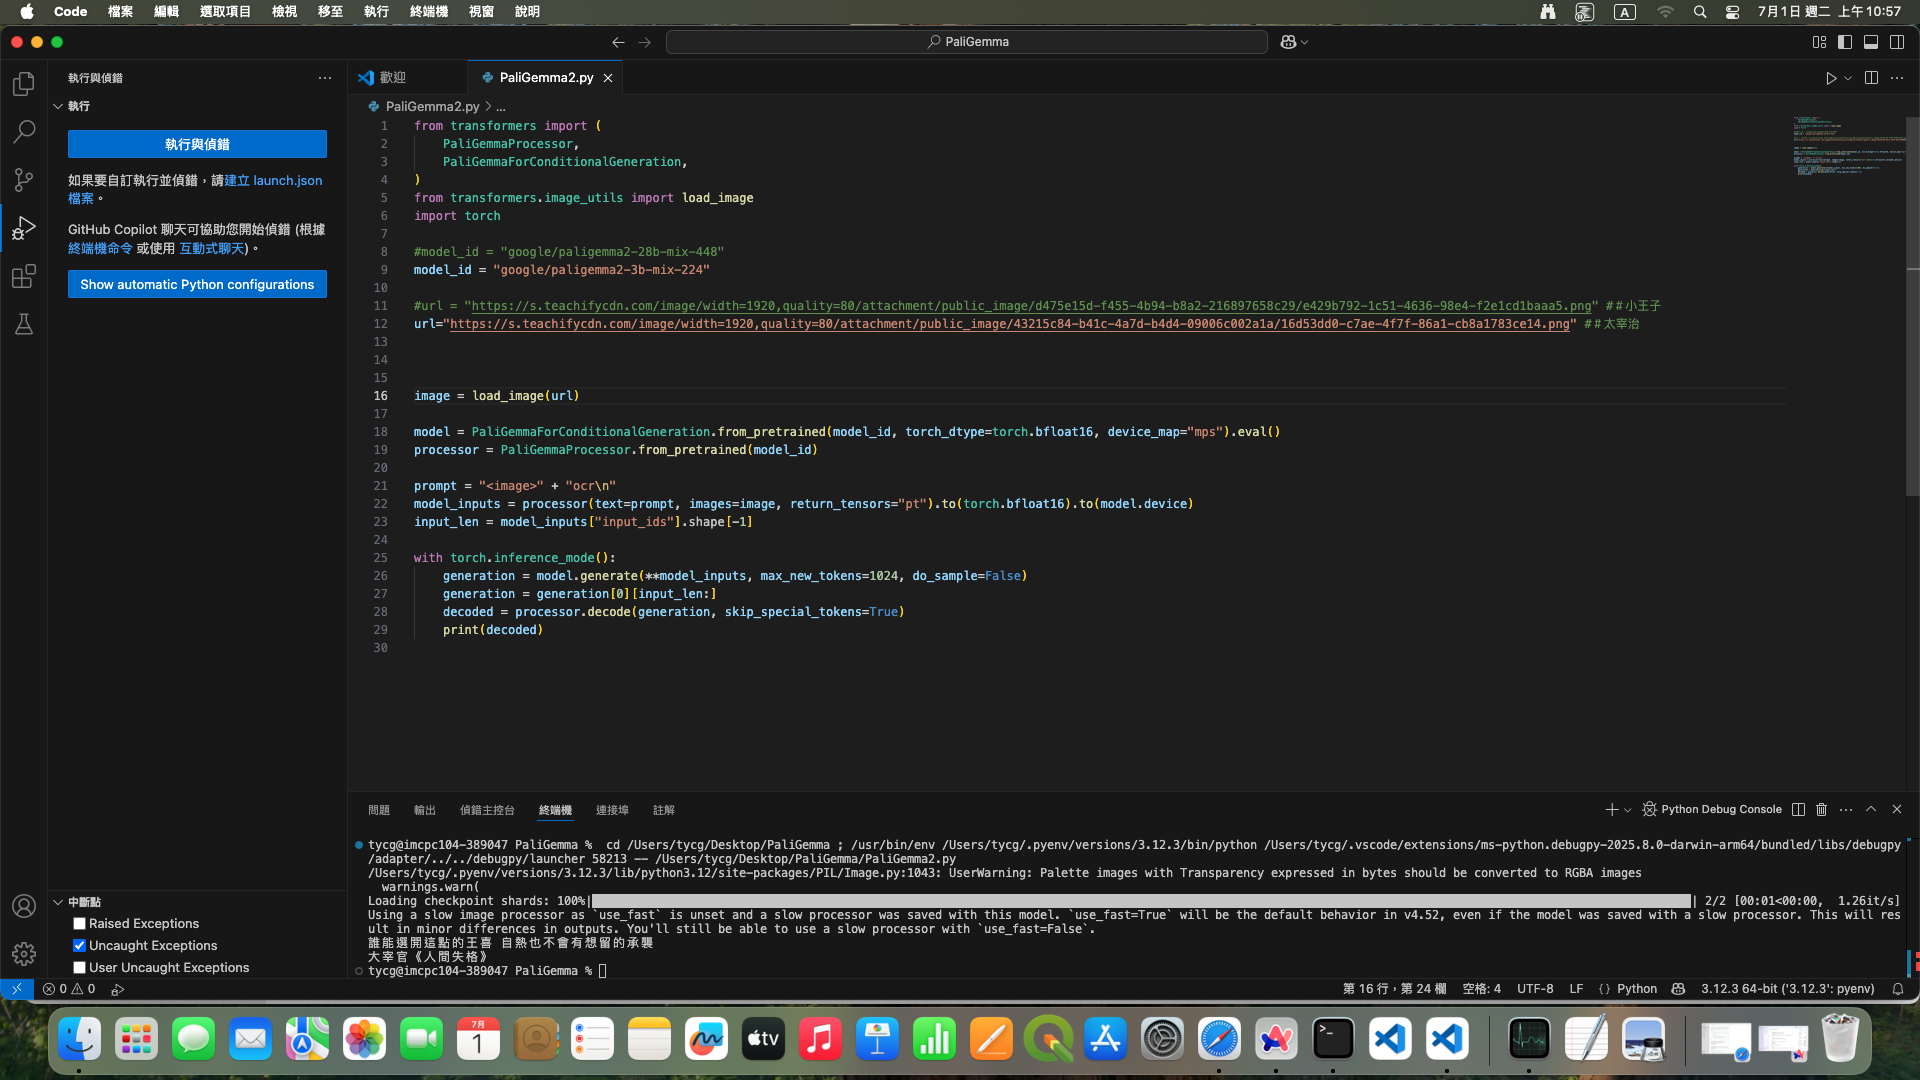 Code 檔案 編輯 選取項目 檢視 移至 執行 終端機 視窗 說明 A 7月1日 週二 上午10:57
PaliGemma
執行與偵錯
歡迎
PaliGemma2.py
執行
PaliGemma2.py > ...
執行與偵錯
如果要自訂執行並偵錯，請建立 launch.json
檔案。
GitHub Copilot 聊天可協助您開始偵錯 (根據
終端機命令 或使用 互動式聊天)。
Show automatic Python configurations
1 from transformers import (
2     PaliGemmaProcessor,
3     PaliGemmaForConditionalGeneration,
4 )
5 from transformers.image_utils import load_image
6 import torch
7
8 #model_id = "google/paligemma2-28b-mix-448"
9 model_id = "google/paligemma2-3b-mix-224"
10
11 #url = "https://s.teachifycdn.com/image/width=1920,quality=80/attachment/public_image/d475e15d-f455-4b94-b8a2-216897658c29/e429b792-1c51-4636-98e4-f2e1cd1baaa5.png" ##小王子
12 url="https://s.teachifycdn.com/image/width=1920,quality=80/attachment/public_image/43215c84-b41c-4a7d-b4d4-09006c002a1a/16d53dd0-c7ae-4f7f-86a1-cb8a1783ce14.png" ##太宰治
13
14
15
16 image = load_image(url)
17
18 model = PaliGemmaForConditionalGeneration.from_pretrained(model_id, torch_dtype=torch.bfloat16, device_map="mps").eval()
19 processor = PaliGemmaProcessor.from_pretrained(model_id)
20
21 prompt = "<image>" + "ocr\n"
22 model_inputs = processor(text=prompt, images=image, return_tensors="pt").to(torch.bfloat16).to(model.device)
23 input_len = model_inputs["input_ids"].shape[-1]
24
25 with torch.inference_mode():
26     generation = model.generate(**model_inputs, max_new_tokens=1024, do_sample=False)
27     generation = generation[0][input_len:]
28     decoded = processor.decode(generation, skip_special_tokens=True)
29     print(decoded)
30
問題 輸出 偵錯主控台 終端機 連接埠 註解 Python Debug Console
tycg@imcpc104-389047 PaliGemma %  cd /Users/tycg/Desktop/PaliGemma ; /usr/bin/env /Users/tycg/.pyenv/versions/3.12.3/bin/python /Users/tycg/.vscode/extensions/ms-python.debugpy-2025.8.0-darwin-arm64/bundled/libs/debugpy
/adapter/../../debugpy/launcher 58213 -- /Users/tycg/Desktop/PaliGemma/PaliGemma2.py
/Users/tycg/.pyenv/versions/3.12.3/lib/python3.12/site-packages/PIL/Image.py:1043: UserWarning: Palette images with Transparency expressed in bytes should be converted to RGBA images
  warnings.warn(
Loading checkpoint shards: 100%| | 2/2 [00:01<00:00,  1.26it/s]
Using a slow image processor as `use_fast` is unset and a slow processor was saved with this model. `use_fast=True` will be the default behavior in v4.52, even if the model was saved with a slow processor. This will res
ult in minor differences in outputs. You'll still be able to use a slow processor with `use_fast=False`.
誰能選開這點的王喜 自熱也不會有想留的承襲
大宰官《人間失格》
tycg@imcpc104-389047 PaliGemma %
中斷點
Raised Exceptions
Uncaught Exceptions
User Uncaught Exceptions
0 0 第 16 行，第 24 欄 空格: 4 UTF-8 LF {} Python 3.12.3 64-bit ('3.12.3': pyenv)
7月
1
tv